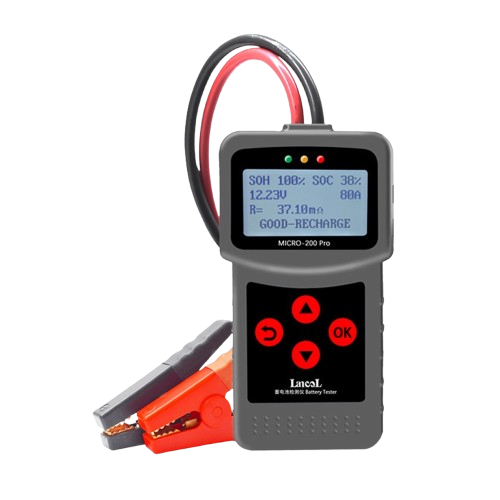 SOH 100% SOC 38%
12.23V 80A
R= 37.10mΩ
GOOD-RECHARGE
MICRO-200 Pro
OK
Lancol
蓄电池检测仪 Battery Tester